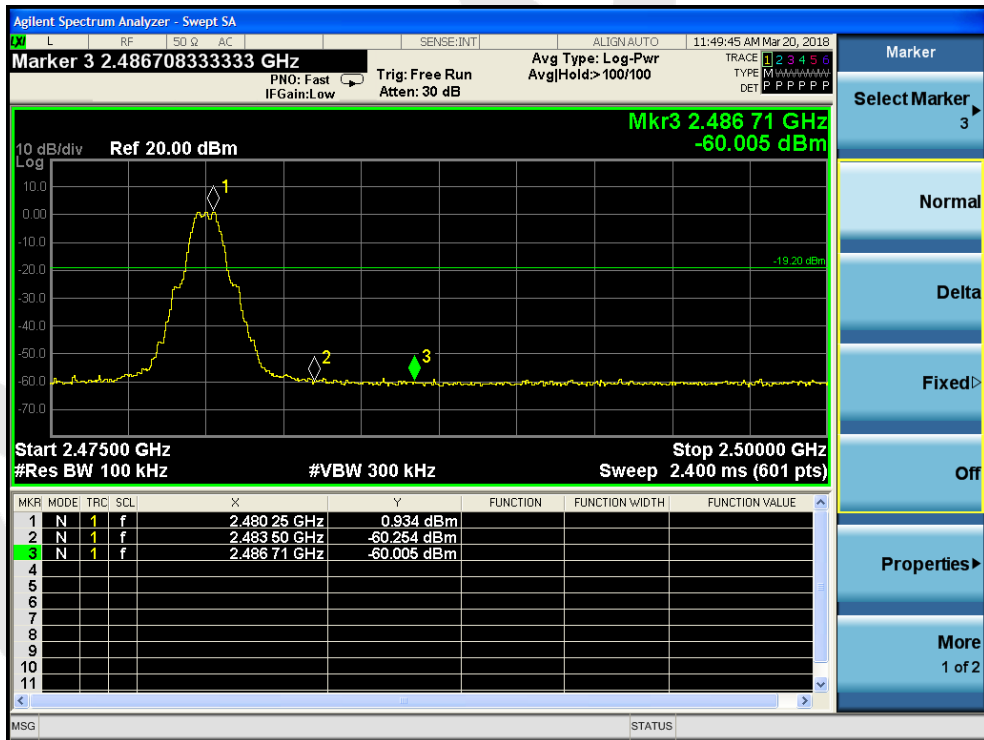 Agilent Spectrum Analyzer - Swept SA
LXI L RF 50 Ω AC SENSE:INT ALIGN AUTO 11:49:45 AM Mar 20, 2018
Marker 3 2.486708333333 GHz
PNO: Fast
IFGain:Low
Trig: Free Run
Atten: 30 dB
Avg Type: Log-Pwr
Avg|Hold:> 100/100
TRACE 1 2 3 4 5 6
TYPE M
DET P P P P P P
Mkr3 2.486 71 GHz
-60.005 dBm
10 dB/div Ref 20.00 dBm
Log
10.0
0.00
-10.0
-20.0
-30.0
-40.0
-50.0
-60.0
-70.0
1
-19.20 dBm
2
3
Start 2.47500 GHz Stop 2.50000 GHz
#Res BW 100 kHz #VBW 300 kHz Sweep 2.400 ms (601 pts)
MKR MODE TRC SCL X Y FUNCTION FUNCTION WIDTH FUNCTION VALUE
1 N 1 f 2.480 25 GHz 0.934 dBm
2 N 1 f 2.483 50 GHz -60.254 dBm
3 N 1 f 2.486 71 GHz -60.005 dBm
4
5
6
7
8
9
10
11
MSG STATUS
Marker
Select Marker
3
Normal
Delta
Fixed
Off
Properties
More
1 of 2